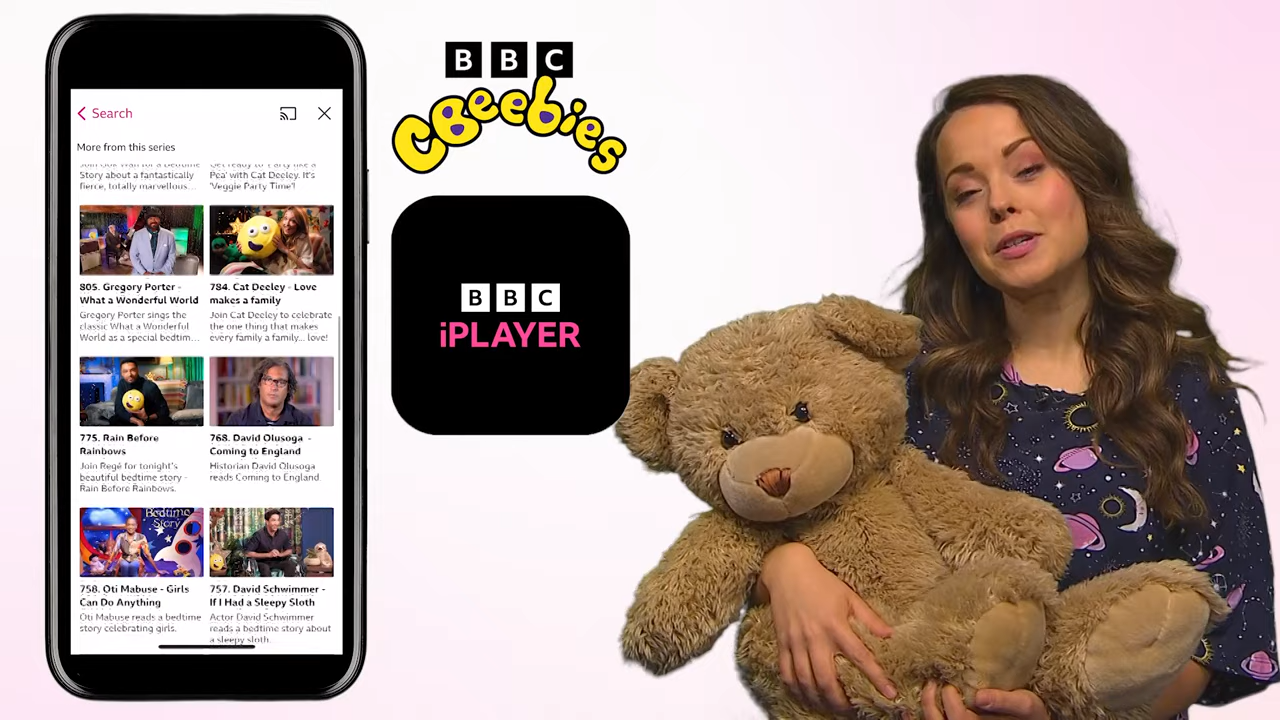 Search
More from this series
Join Gok Wan for a Bedtime
Story about a fantastically
fierce, totally marvellous...
Get ready to 'Party like a
Pea' with Cat Deeley. It's
'Veggie Party Time'!
805. Gregory Porter -
What a Wonderful World
Gregory Porter sings the
classic What a Wonderful
World as a special bedtim...
784. Cat Deeley - Love
makes a family
Join Cat Deeley to celebrate
the one thing that makes
every family a family... love!
775. Rain Before
Rainbows
Join Regé for tonight's
beautiful bedtime story -
Rain Before Rainbows.
768. David Olusoga -
Coming to England
Historian David Olusoga
reads Coming to England.
Bedtime
Story
758. Oti Mabuse - Girls
Can Do Anything
Oti Mabuse reads a bedtime
story celebrating girls.
757. David Schwimmer -
If I Had a Sleepy Sloth
Actor David Schwimmer
reads a bedtime story about
a sleepy sloth.
BBC
CBeebies
BBC
iPLAYER